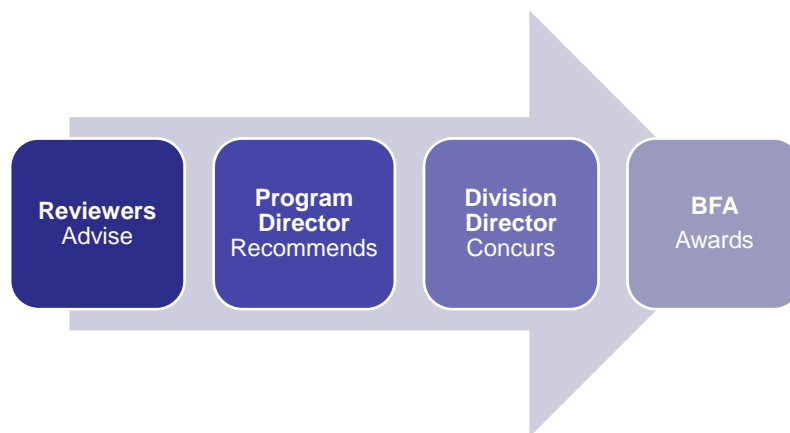 Reviewers
Advise
Program
Director
Recommends
Division
Director
Concurs
BFA
Awards